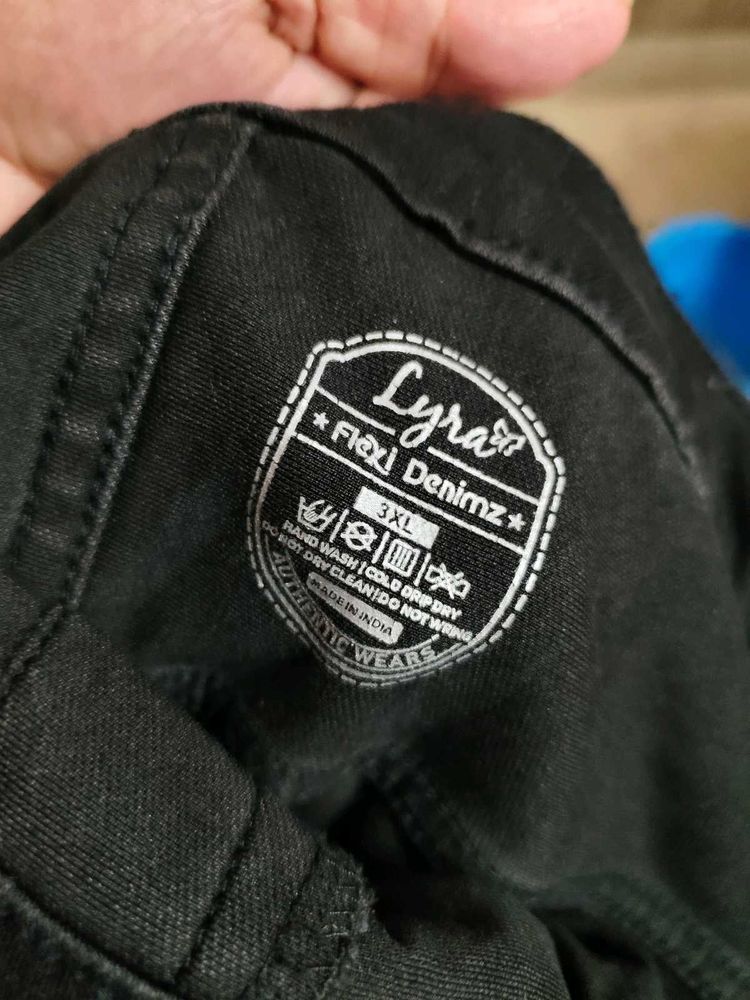 Lyra
★ Flexi Denimz ★
3XL
HAND WASH | COLD DRIP DRY
DO NOT DRY CLEAN | DO NOT WRING
MADE IN INDIA
AUTHENTIC WEARS